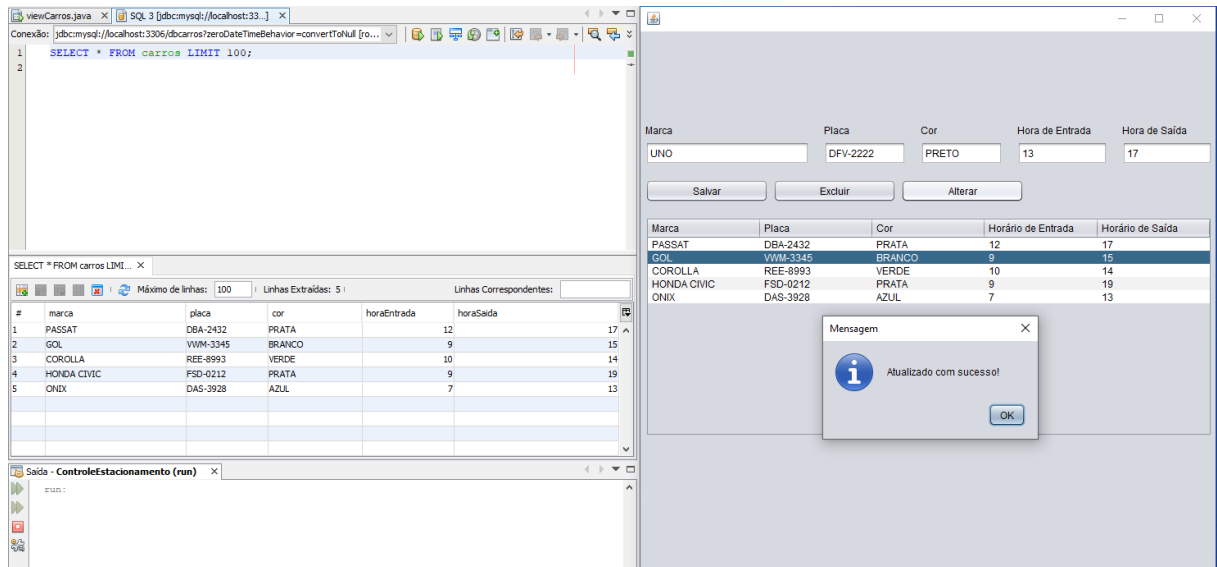 viewCarros.java
SQL 3 [jdbc:mysql://localhost:33...]
Conexão: jdbc:mysql://localhost:3306/dbcarros?zeroDateTimeBehavior=convertToNull [ro...
1 SELECT * FROM carros LIMIT 100;
2
SELECT * FROM carros LIMI...
Máximo de linhas: 100 Linhas Extraídas: 5 Linhas Correspondentes:
# marca placa cor horaEntrada horaSaida
1 PASSAT DBA-2432 PRATA 12 17
2 GOL VWM-3345 BRANCO 9 15
3 COROLLA REE-8993 VERDE 10 14
4 HONDA CIVIC FSD-0212 PRATA 9 19
5 ONIX DAS-3928 AZUL 7 13
Saída - ControleEstacionamento (run)
run:
Marca Placa Cor Hora de Entrada Hora de Saída
UNO DFV-2222 PRETO 13 17
Salvar Excluir Alterar
Marca Placa Cor Horário de Entrada Horário de Saída
PASSAT DBA-2432 PRATA 12 17
GOL VWM-3345 BRANCO 9 15
COROLLA REE-8993 VERDE 10 14
HONDA CIVIC FSD-0212 PRATA 9 19
ONIX DAS-3928 AZUL 7 13
Mensagem
Atualizado com sucesso!
OK